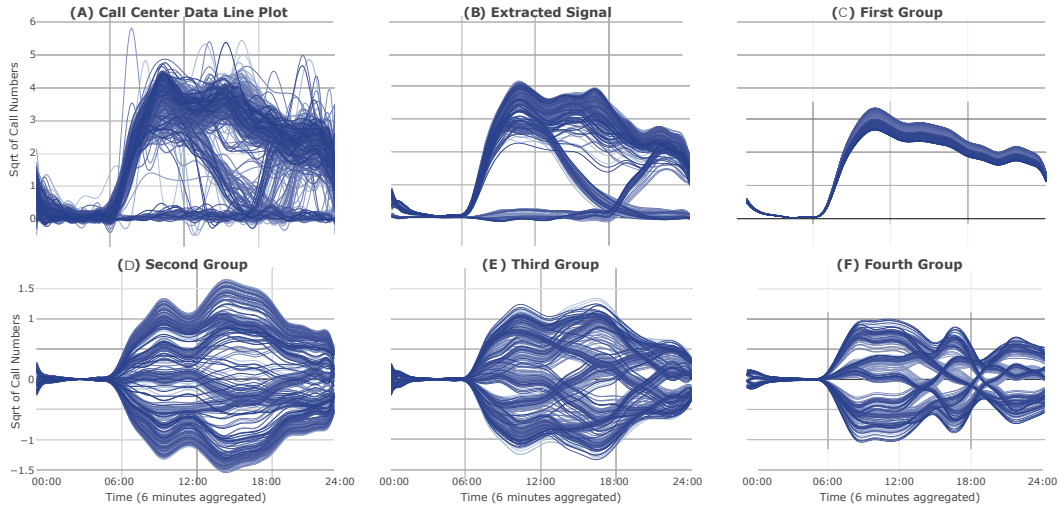 (A) Call Center Data Line Plot
(B) Extracted Signal
(C) First Group
Sqrt of Call Numbers
6
5
4
3
2
1
0
(D) Second Group
(E) Third Group
(F) Fourth Group
Sqrt of Call Numbers
1.5
1
0
−1
−1.5
00:00 06:00 12:00 18:00 24:00
00:00 06:00 12:00 18:00 24:00
00:00 06:00 12:00 18:00 24:00
Time (6 minutes aggregated)
Time (6 minutes aggregated)
Time (6 minutes aggregated)